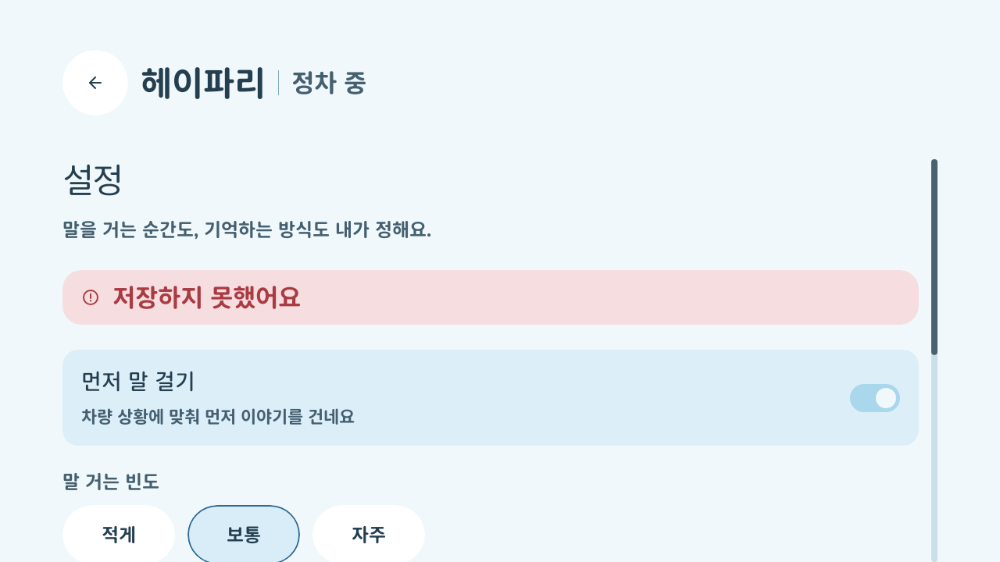 헤이파리
정차 중
설정
말을 거는 순간도, 기억하는 방식도 내가 정해요.
저장하지 못했어요
먼저 말 걸기
차량 상황에 맞춰 먼저 이야기를 건네요
말 거는 빈도
적게
보통
자주